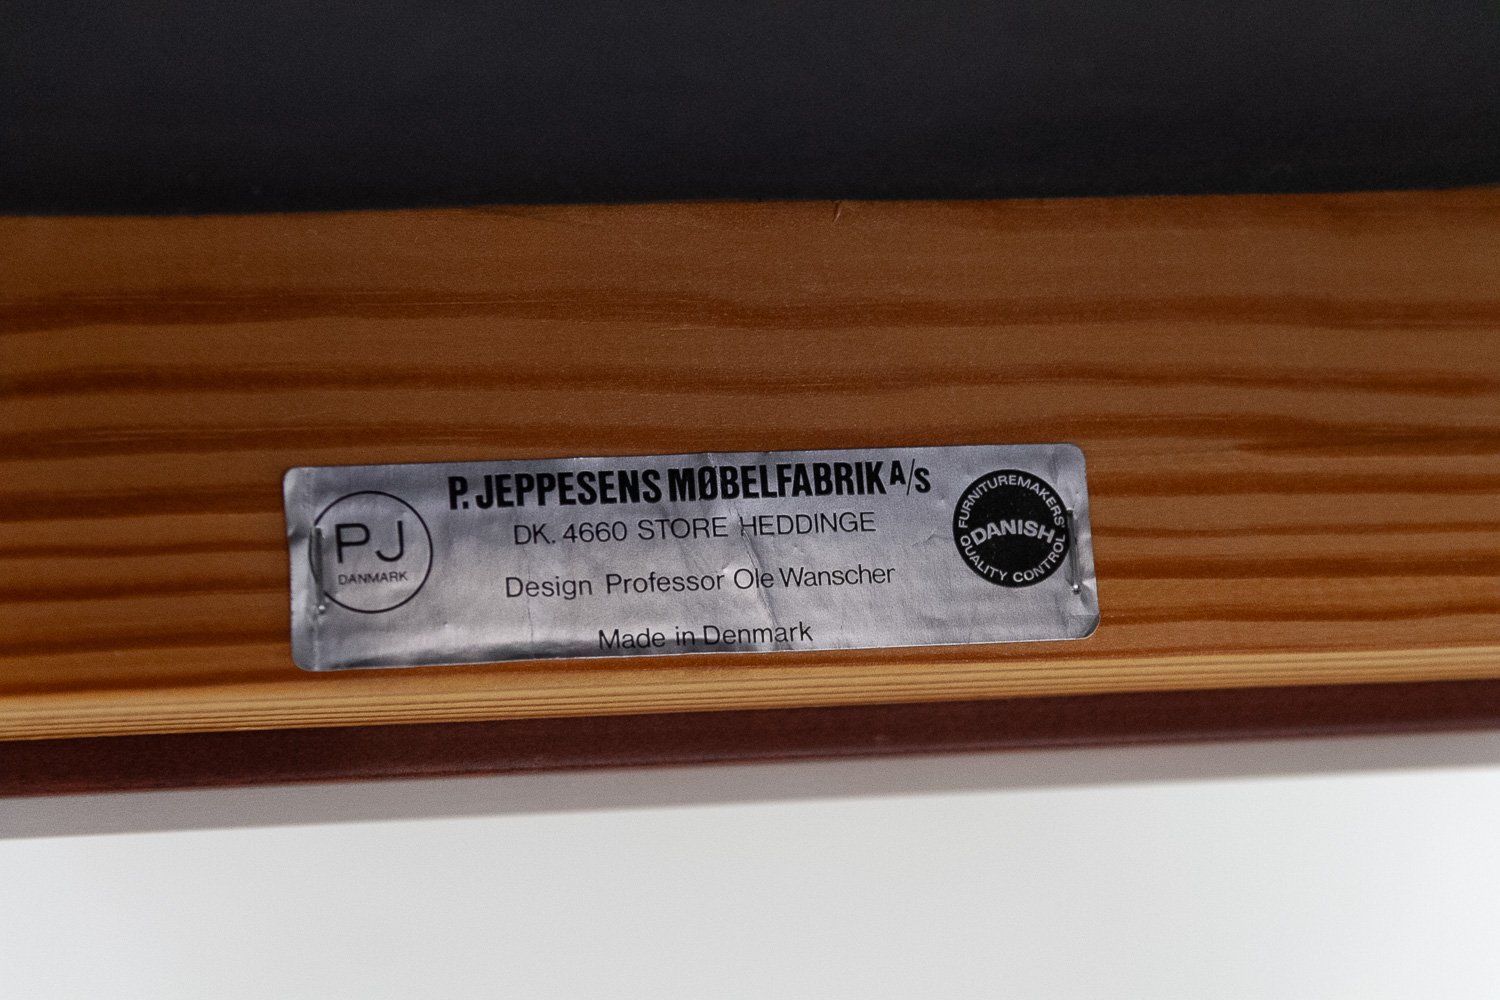 PJ
DANMARK
P. JEPPESENS MØBELFABRIK A/S
DK. 4660 STORE HEDDINGE
Design Professor Ole Wanscher
Made in Denmark
FURNITUREMAKERS'
DANISH
QUALITY CONTROL